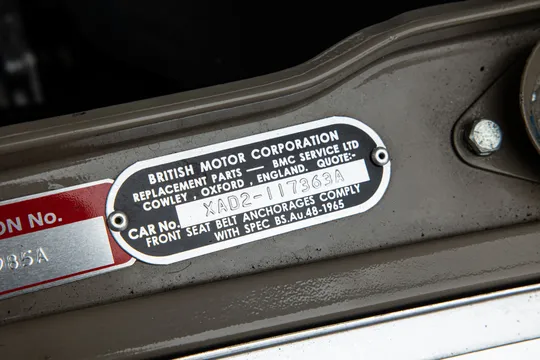 BRITISH MOTOR CORPORATION
REPLACEMENT PARTS — BMC SERVICE LTD
COWLEY, OXFORD, ENGLAND. QUOTE:-
CAR No. XAD2-117363A
FRONT SEAT BELT ANCHORAGES COMPLY
WITH SPEC BS.Au.48-1965
ON No.
985A